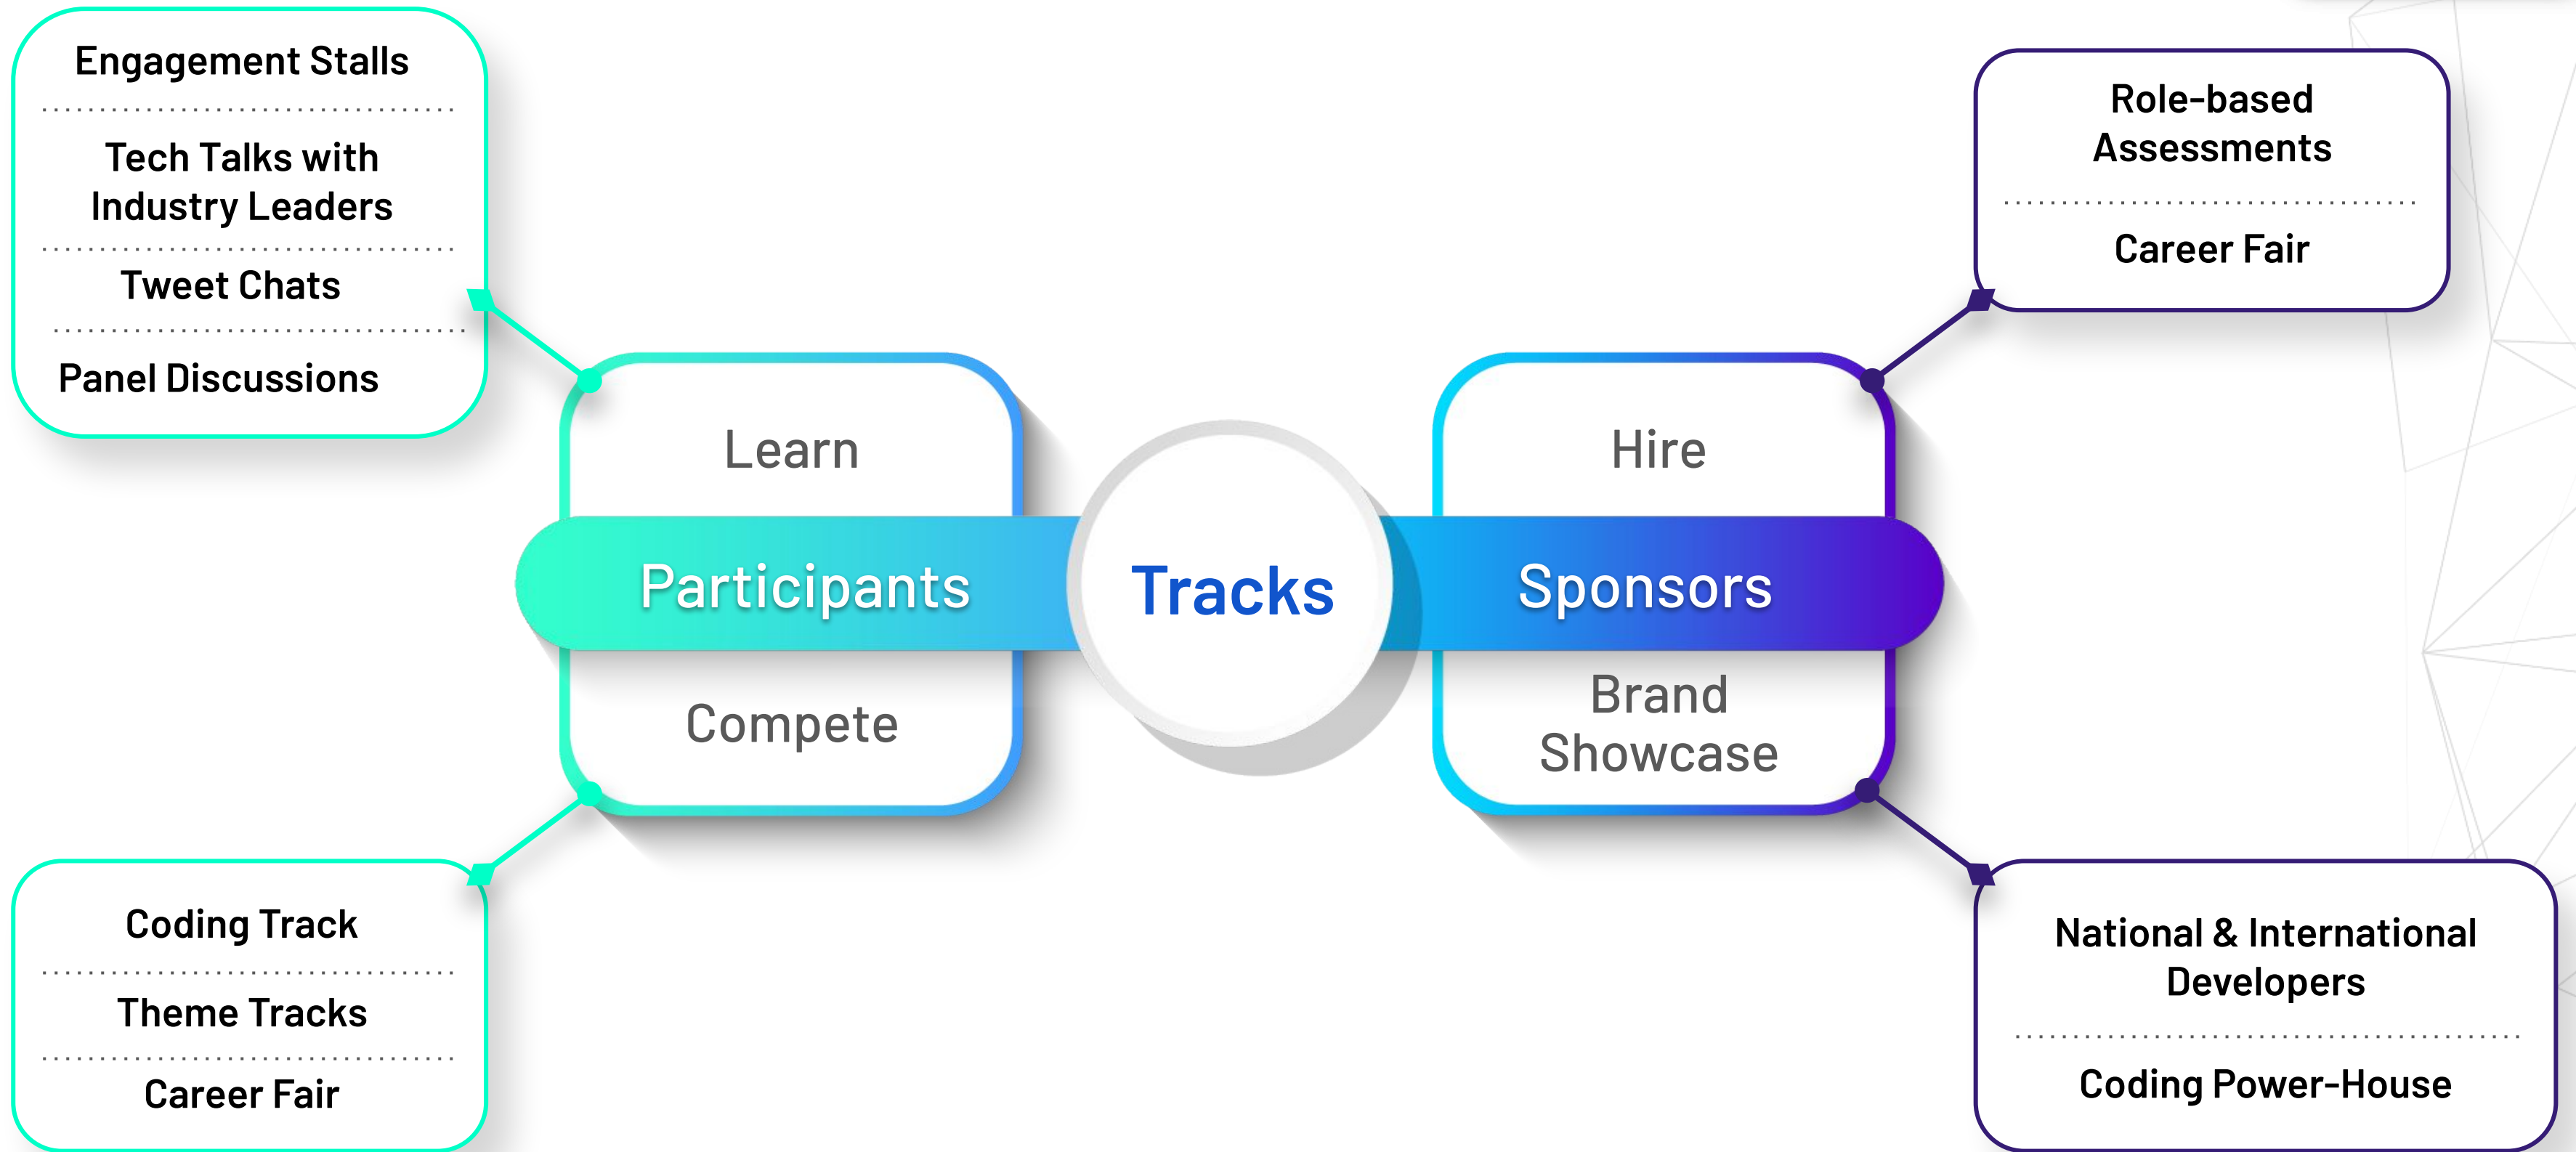 Engagement Stalls
Tech Talks with
Industry Leaders
Tweet Chats
Panel Discussions
Learn
Participants
Compete
Coding Track
Theme Tracks
Career Fair
Tracks
Role-based
Assessments
Career Fair
Hire
Sponsors
Brand
Showcase
National & International
Developers
Coding Power-House